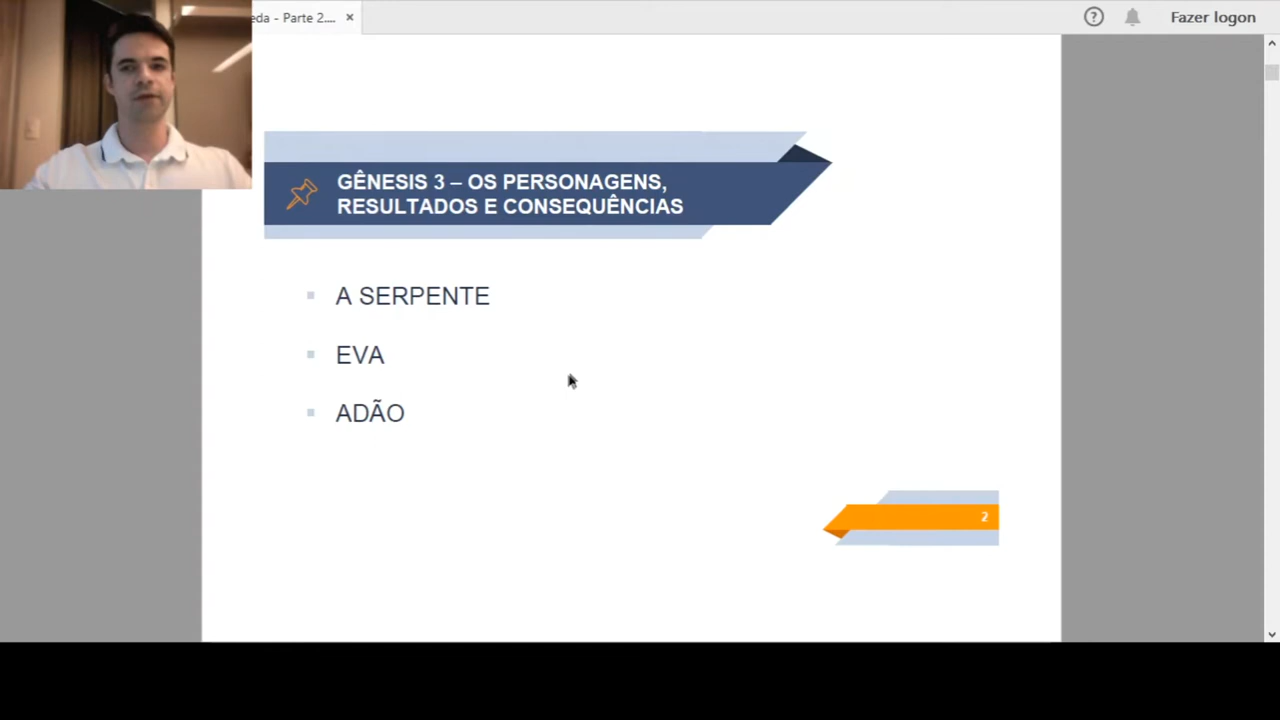 eda - Parte 2....
Fazer logon
GÊNESIS 3 – OS PERSONAGENS,
RESULTADOS E CONSEQUÊNCIAS
A SERPENTE
EVA
ADÃO
2